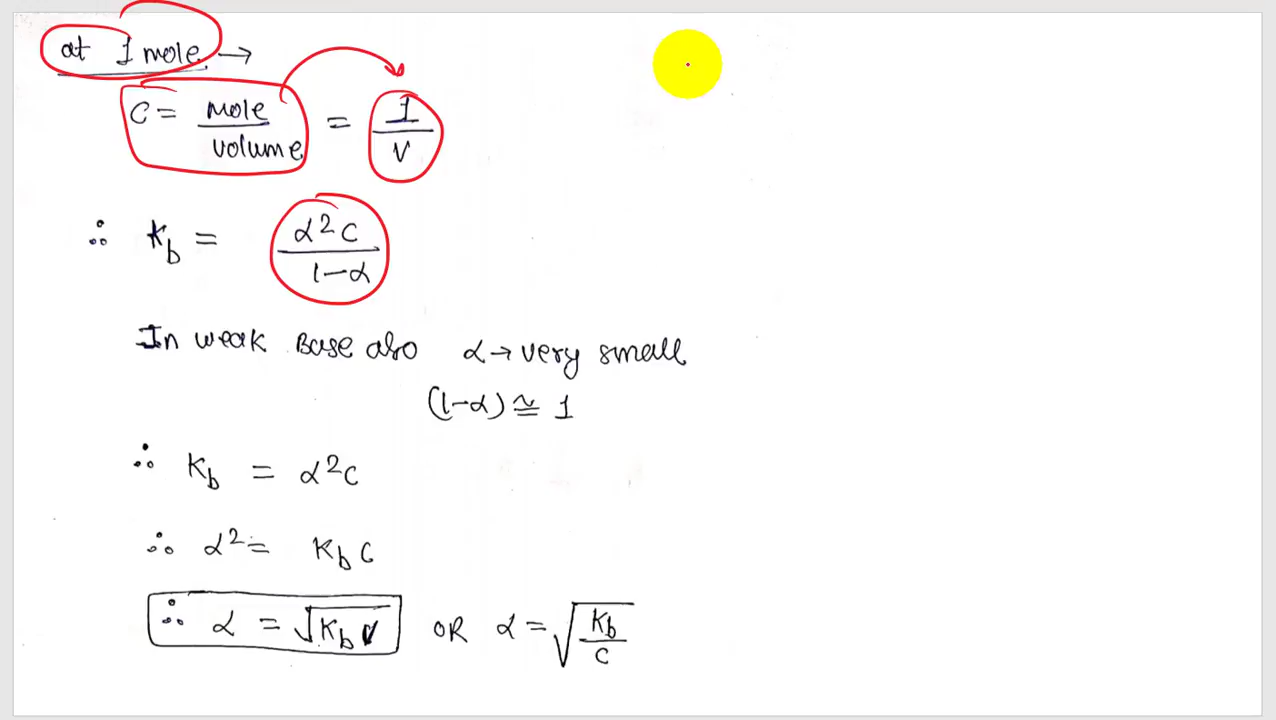 at 1 mole →
C = mole/volume = 1/V
∴ Kb = α²C/1-α
In weak Base also α → very small
(1-α) ≅ 1
∴ Kb = α²C
∴ α² = Kb C
∴ α = √Kb V OR α = √Kb/C